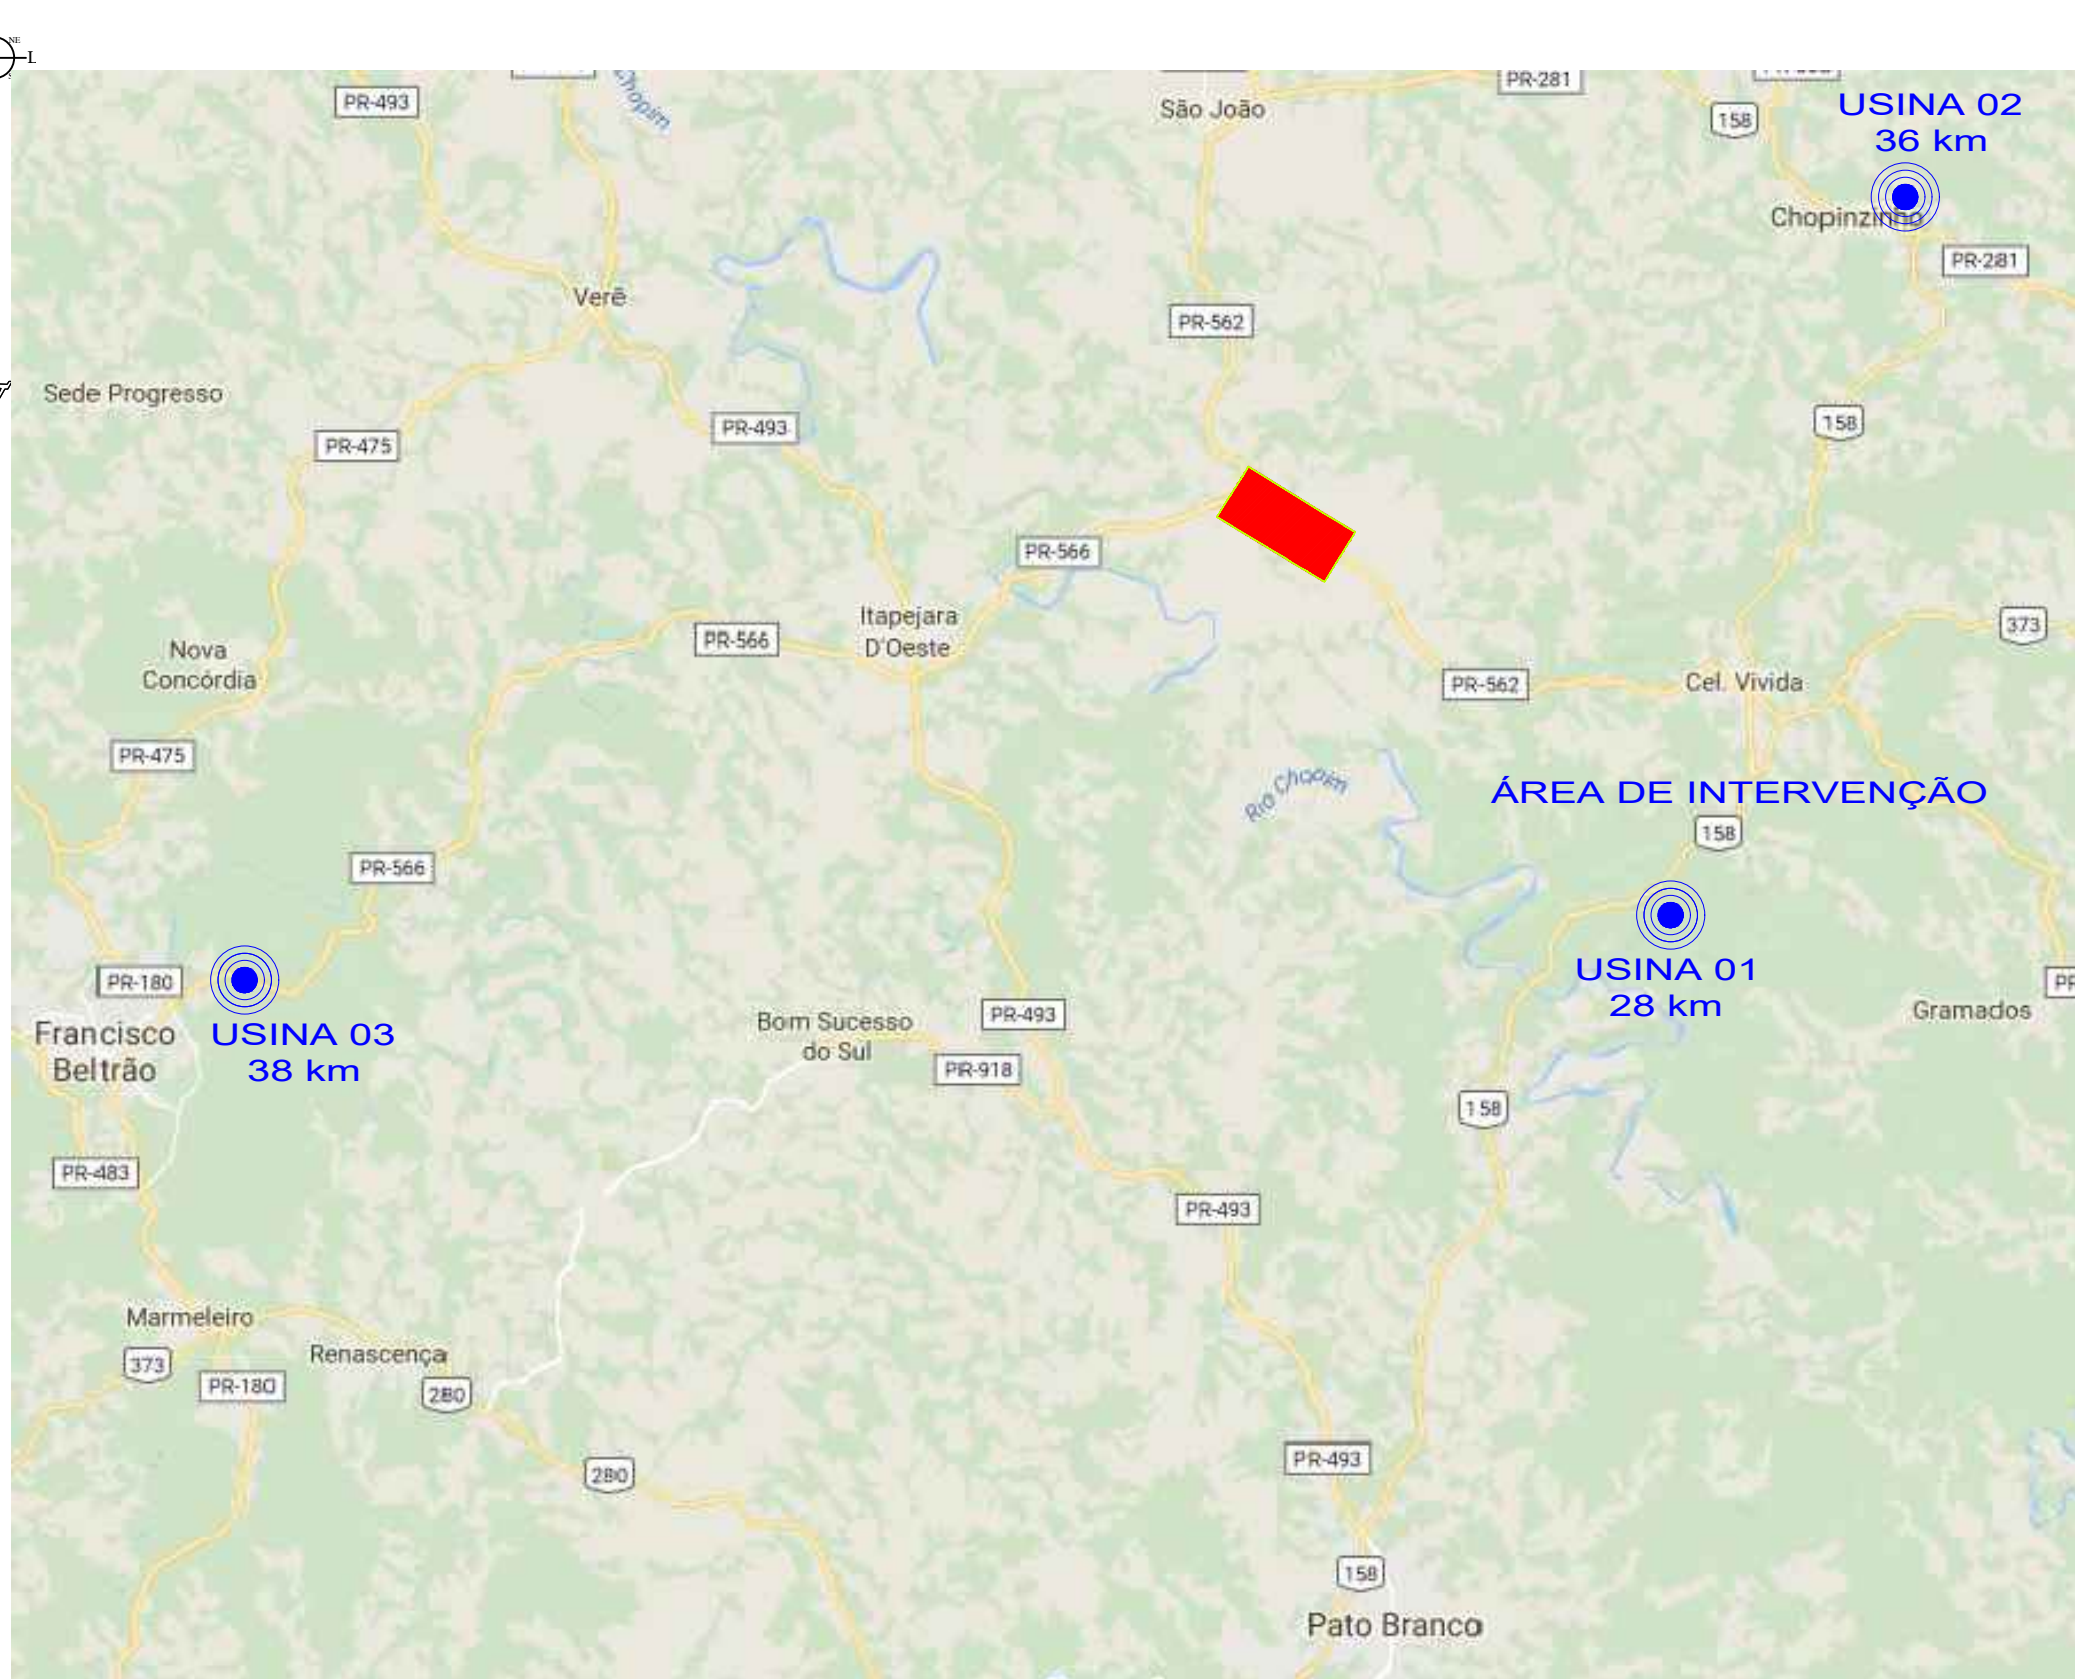 NE
L
PR-281
PR-493
Chopim
São João
158
USINA 02
36 km
Chopinzinho
PR-281
Verê
PR-562
Sede Progresso
PR-475
PR-493
158
PR-566
Itapejara
D'Oeste
PR-566
373
Nova
Concórdia
PR-562
Cel. Vivida
PR-475
Rio Chopim
ÁREA DE INTERVENÇÃO
158
PR-566
USINA 01
28 km
PR-180
PR
Gramados
Francisco
Beltrão
USINA 03
38 km
Bom Sucesso
do Sul
PR-493
PR-918
158
PR-483
PR-493
Marmeleiro
373
Renascença
PR-180
280
280
PR-493
158
Pato Branco